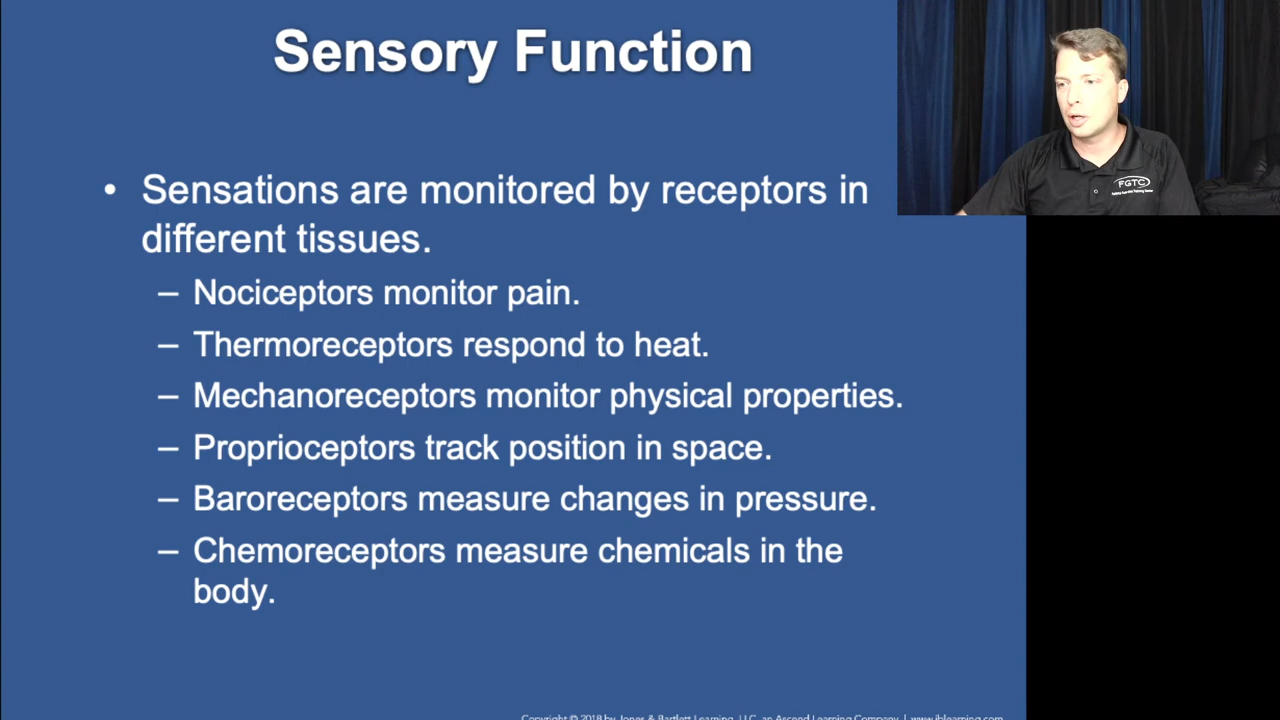 Sensory Function
• Sensations are monitored by receptors in
different tissues.
– Nociceptors monitor pain.
– Thermoreceptors respond to heat.
– Mechanoreceptors monitor physical properties.
– Proprioceptors track position in space.
– Baroreceptors measure changes in pressure.
– Chemoreceptors measure chemicals in the
body.
FGTC
Copyright © 2018 by Jones & Bartlett Learning, LLC, an Ascend Learning Company | www.jblearning.com